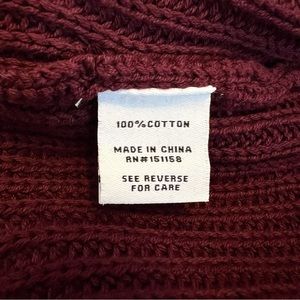 100%COTTON
MADE IN CHINA
RN#151158
SEE REVERSE
FOR CARE